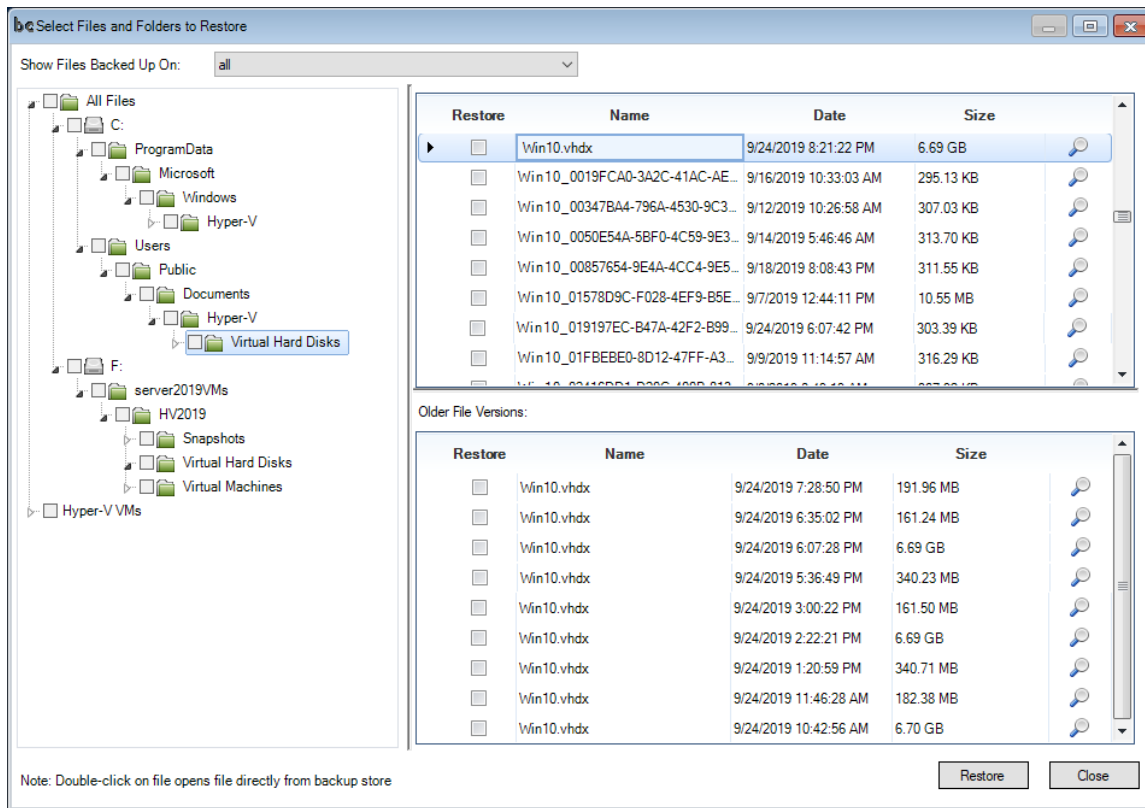 bc Select Files and Folders to Restore
Show Files Backed Up On: all
All Files
C:
ProgramData
Microsoft
Windows
Hyper-V
Users
Public
Documents
Hyper-V
Virtual Hard Disks
F:
server2019VMs
HV2019
Snapshots
Virtual Hard Disks
Virtual Machines
Hyper-V VMs
Restore Name Date Size
Win10.vhdx 9/24/2019 8:21:22 PM 6.69 GB
Win10_0019FCA0-3A2C-41AC-AE... 9/16/2019 10:33:03 AM 295.13 KB
Win10_00347BA4-796A-4530-9C3... 9/12/2019 10:26:58 AM 307.03 KB
Win10_0050E54A-5BF0-4C59-9E3... 9/14/2019 5:46:46 AM 313.70 KB
Win10_00857654-9E4A-4CC4-9E5... 9/18/2019 8:08:43 PM 311.55 KB
Win10_01578D9C-F028-4EF9-B5E... 9/7/2019 12:44:11 PM 10.55 MB
Win10_019197EC-B47A-42F2-B99... 9/24/2019 6:07:42 PM 303.39 KB
Win10_01FBEBE0-8D12-47FF-A3... 9/9/2019 11:14:57 AM 316.29 KB
Older File Versions:
Restore Name Date Size
Win10.vhdx 9/24/2019 7:28:50 PM 191.96 MB
Win10.vhdx 9/24/2019 6:35:02 PM 161.24 MB
Win10.vhdx 9/24/2019 6:07:28 PM 6.69 GB
Win10.vhdx 9/24/2019 5:36:49 PM 340.23 MB
Win10.vhdx 9/24/2019 3:00:22 PM 161.50 MB
Win10.vhdx 9/24/2019 2:22:21 PM 6.69 GB
Win10.vhdx 9/24/2019 1:20:59 PM 340.71 MB
Win10.vhdx 9/24/2019 11:46:28 AM 182.38 MB
Win10.vhdx 9/24/2019 10:42:56 AM 6.70 GB
Note: Double-click on file opens file directly from backup store
Restore Close